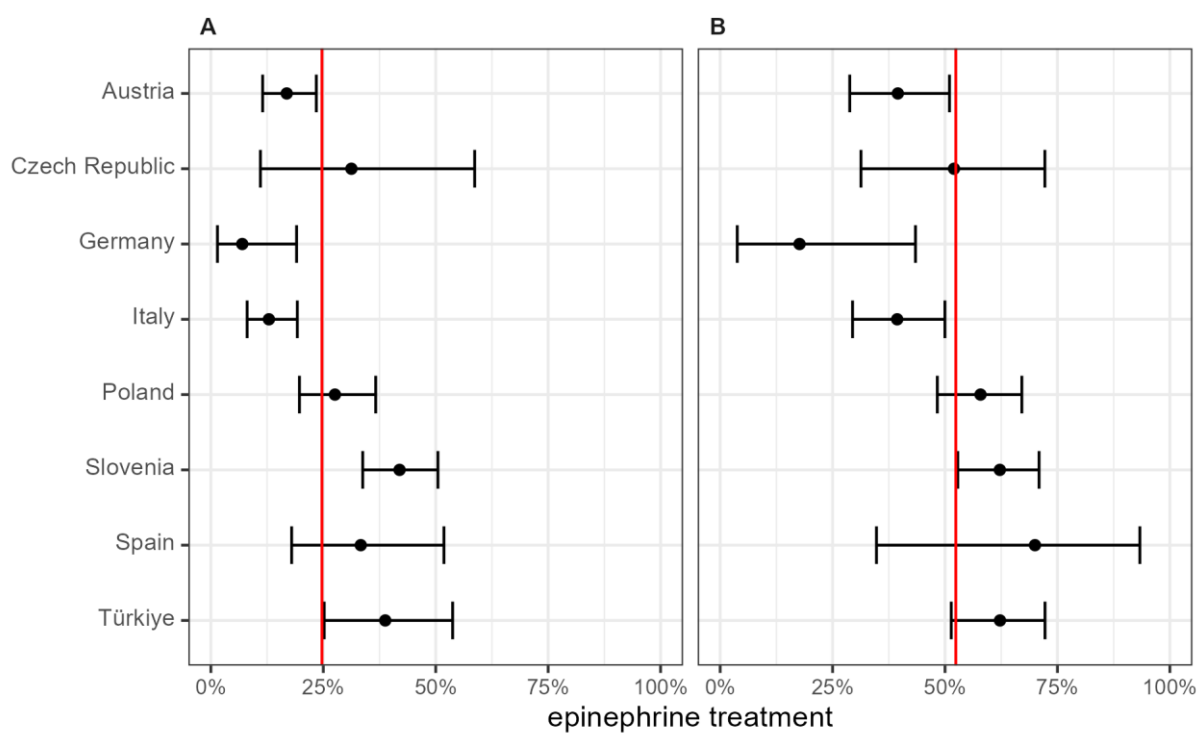 A B
Austria
Czech Republic
Germany
Italy
Poland
Slovenia
Spain
Türkiye
0% 25% 50% 75% 100% 0% 25% 50% 75% 100%
epinephrine treatment